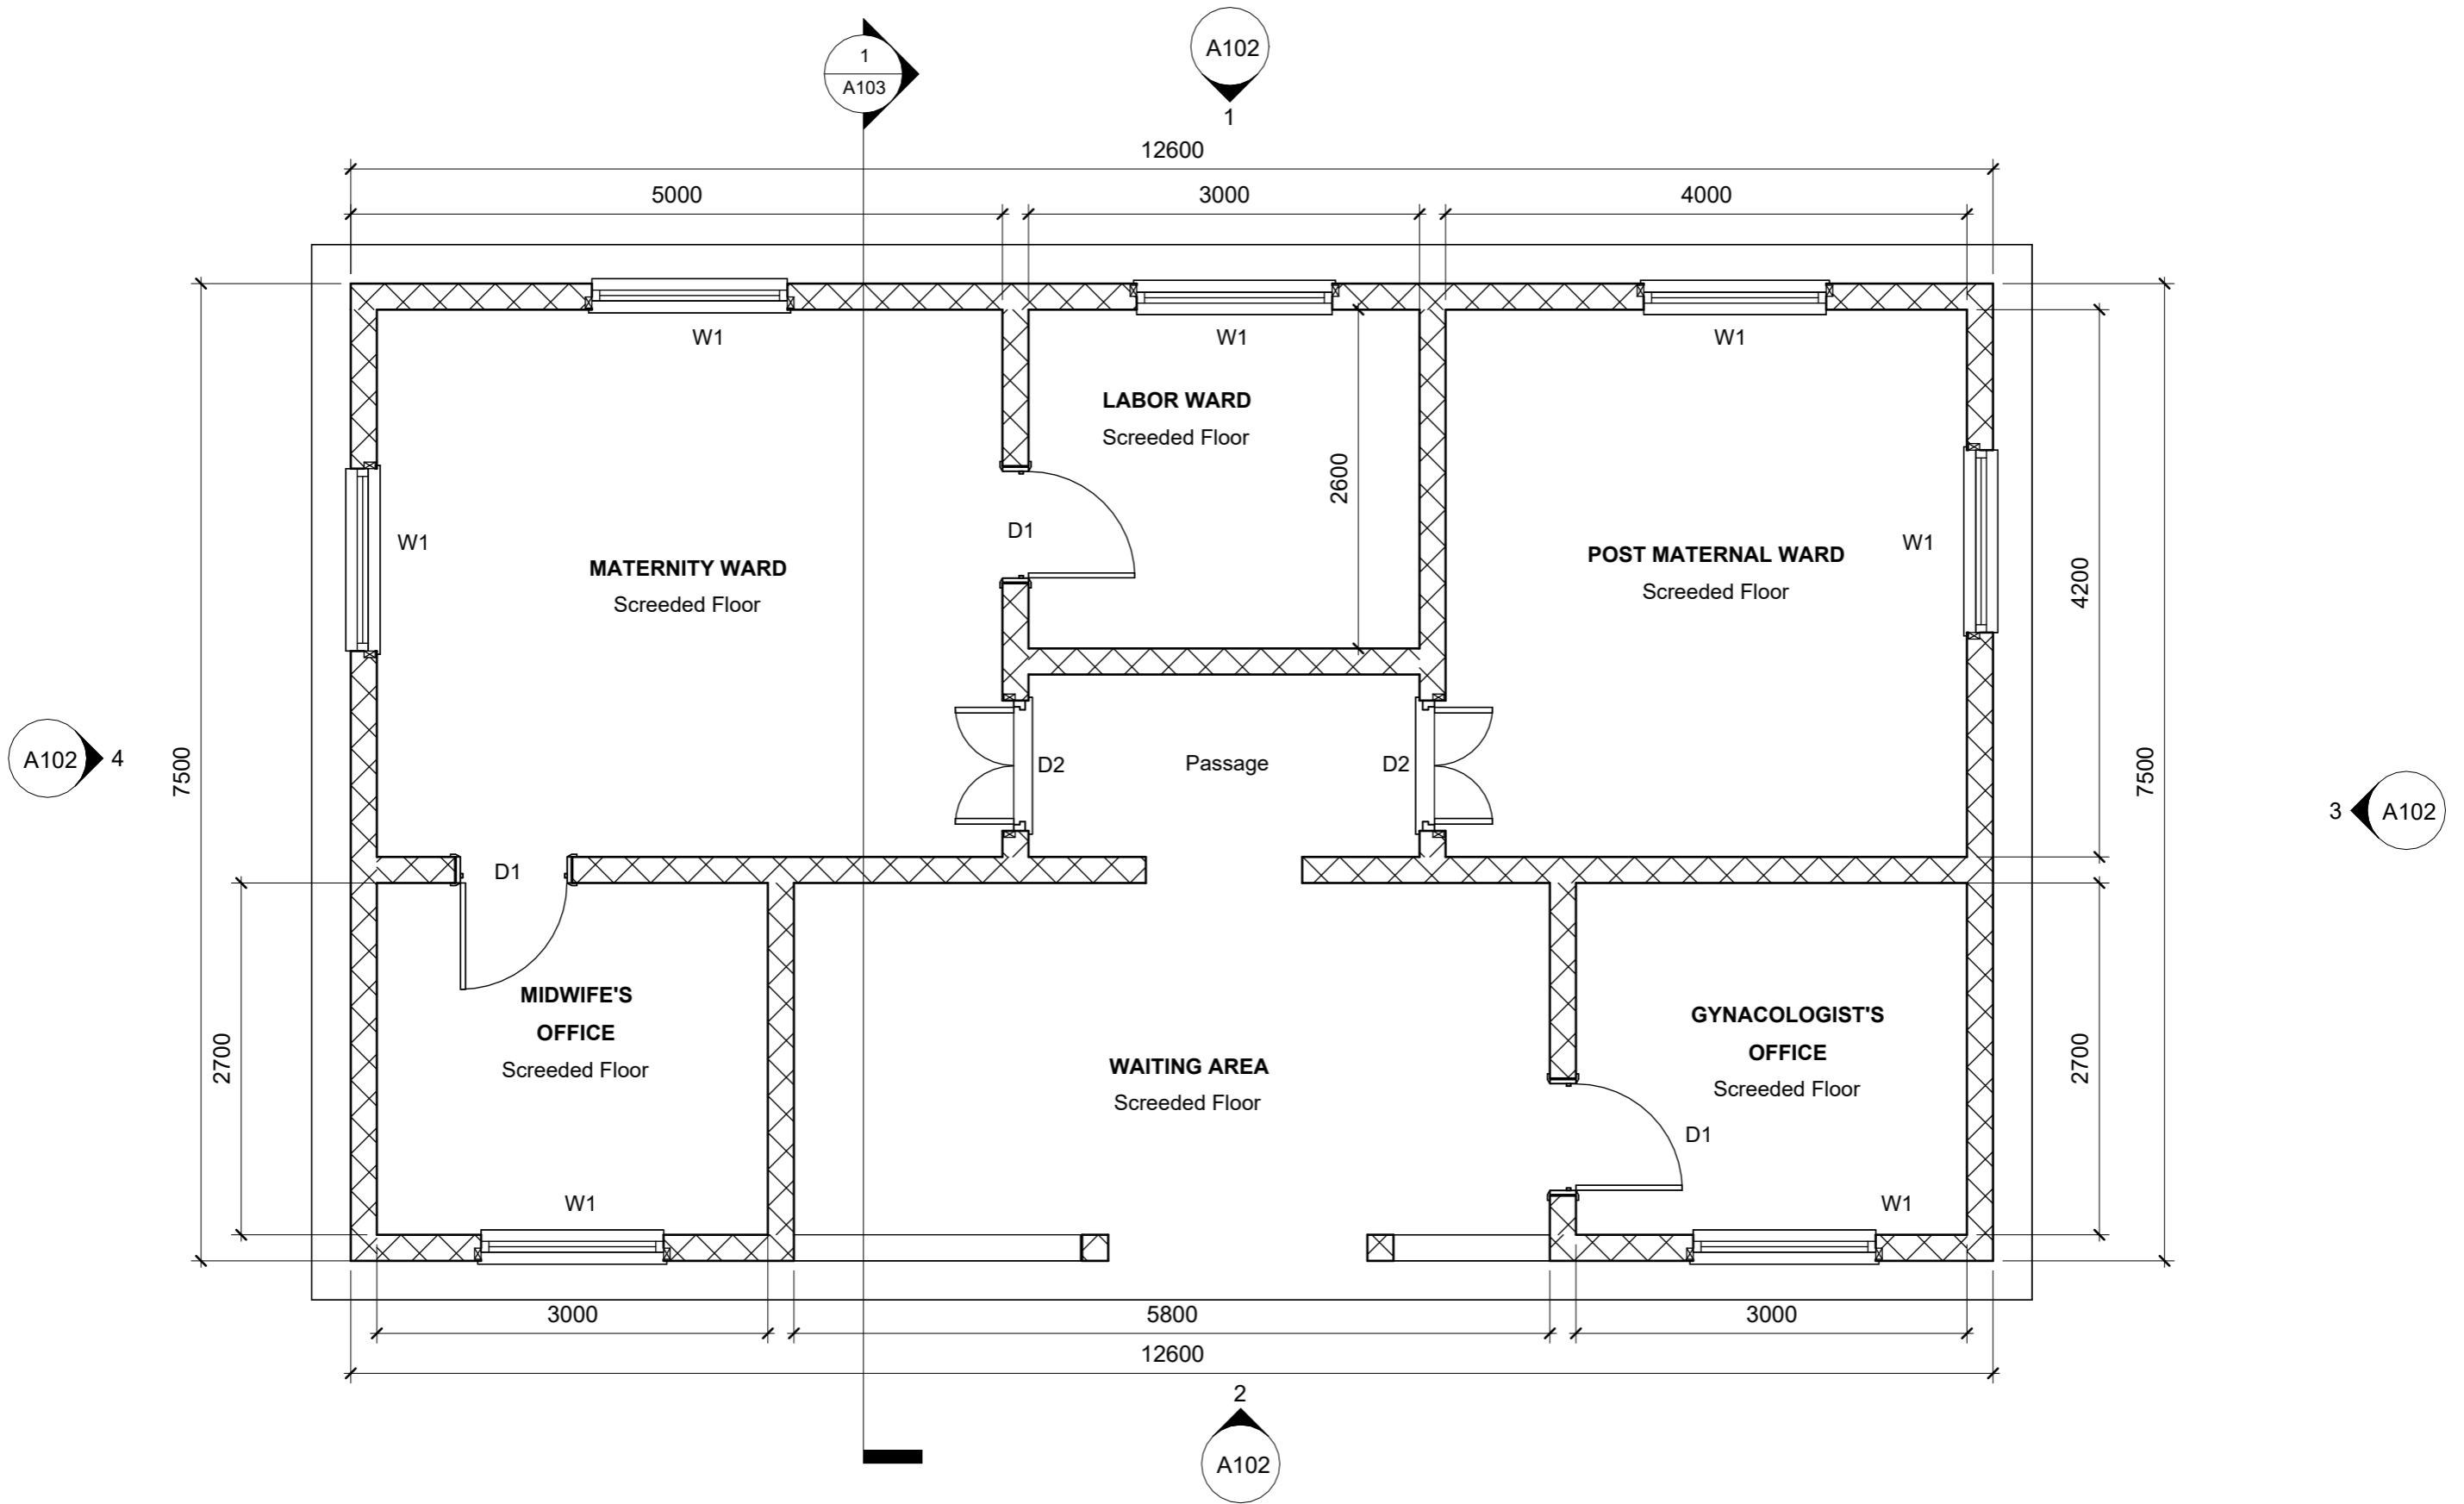 1
A103
A102
1
12600
5000
3000
4000
W1
W1
W1
LABOR WARD
Screeded Floor
2600
D1
W1
MATERNITY WARD
Screeded Floor
POST MATERNAL WARD
Screeded Floor
W1
4200
A102
4
7500
D2
Passage
D2
7500
3
A102
D1
MIDWIFE'S
OFFICE
Screeded Floor
2700
WAITING AREA
Screeded Floor
GYNACOLOGIST'S
OFFICE
Screeded Floor
2700
D1
W1
W1
3000
5800
3000
12600
2
A102